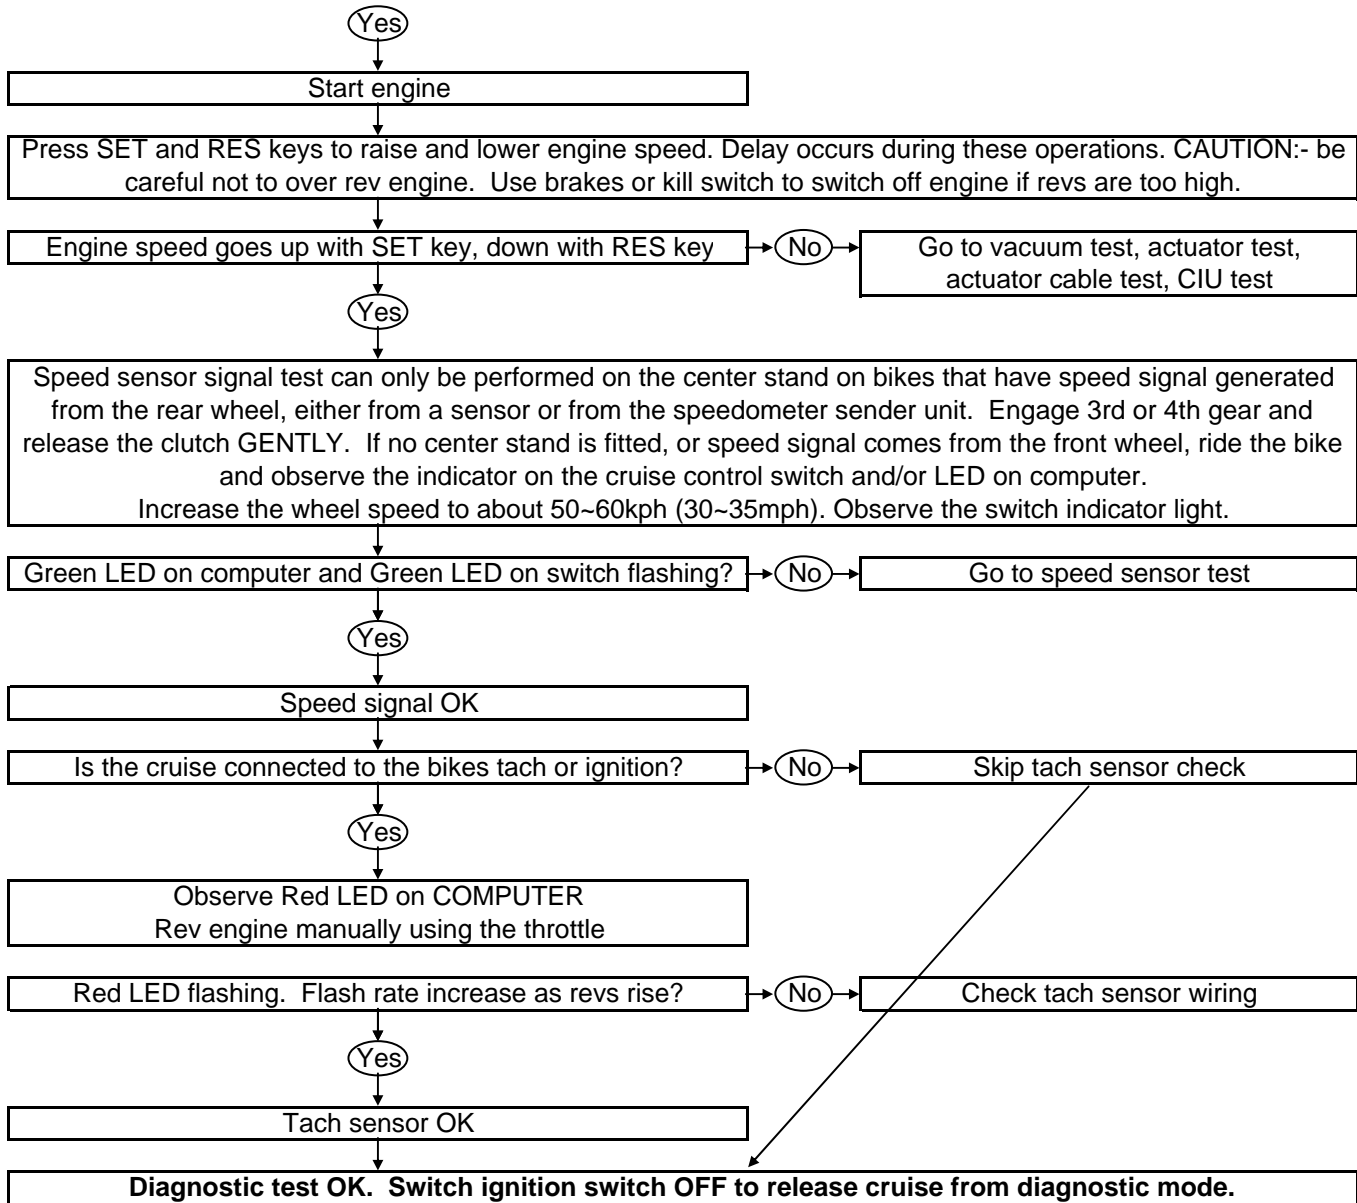 Yes
Start engine
Press SET and RES keys to raise and lower engine speed. Delay occurs during these operations. CAUTION:- be
careful not to over rev engine.  Use brakes or kill switch to switch off engine if revs are too high.
Engine speed goes up with SET key, down with RES key
No
Go to vacuum test, actuator test,
actuator cable test, CIU test
Yes
Speed sensor signal test can only be performed on the center stand on bikes that have speed signal generated
from the rear wheel, either from a sensor or from the speedometer sender unit.  Engage 3rd or 4th gear and
release the clutch GENTLY.  If no center stand is fitted, or speed signal comes from the front wheel, ride the bike
and observe the indicator on the cruise control switch and/or LED on computer.
Increase the wheel speed to about 50~60kph (30~35mph). Observe the switch indicator light.
Green LED on computer and Green LED on switch flashing?
No
Go to speed sensor test
Yes
Speed signal OK
Is the cruise connected to the bikes tach or ignition?
No
Skip tach sensor check
Yes
Observe Red LED on COMPUTER
Rev engine manually using the throttle
Red LED flashing.  Flash rate increase as revs rise?
No
Check tach sensor wiring
Yes
Tach sensor OK
Diagnostic test OK.  Switch ignition switch OFF to release cruise from diagnostic mode.